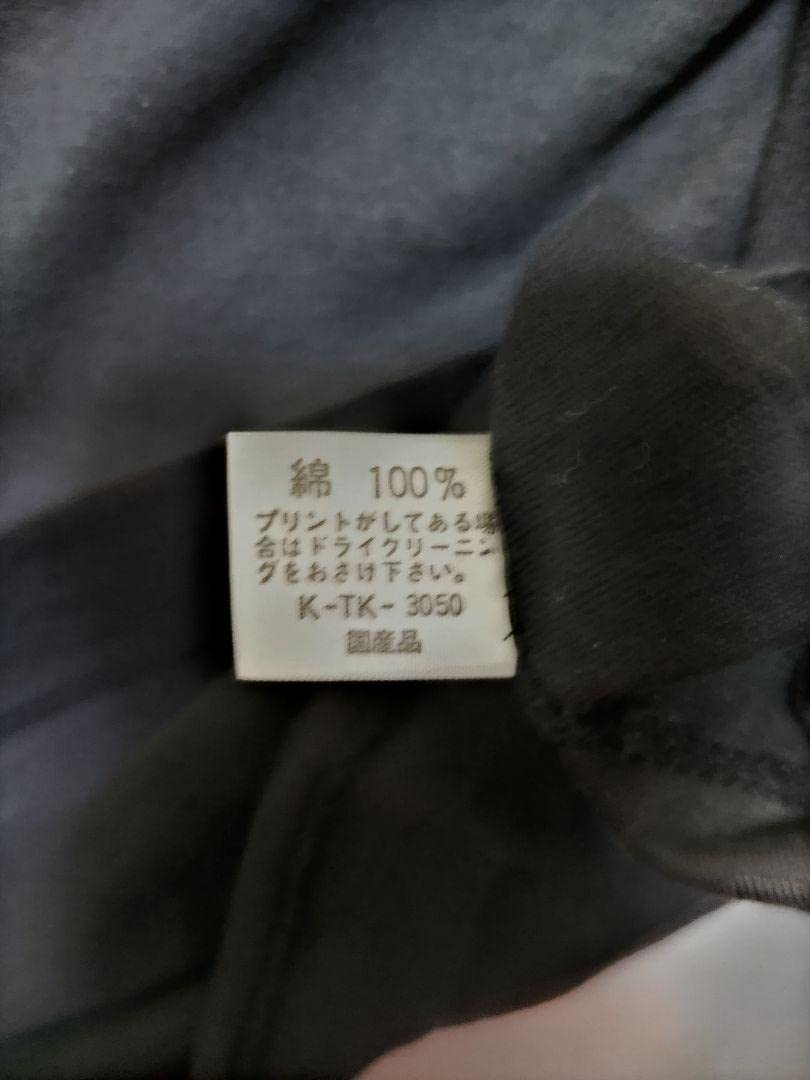 綿 100%
プリントがしてある場
合はドライクリーニン
グをおさけ下さい。
K-TK-3050
国産品